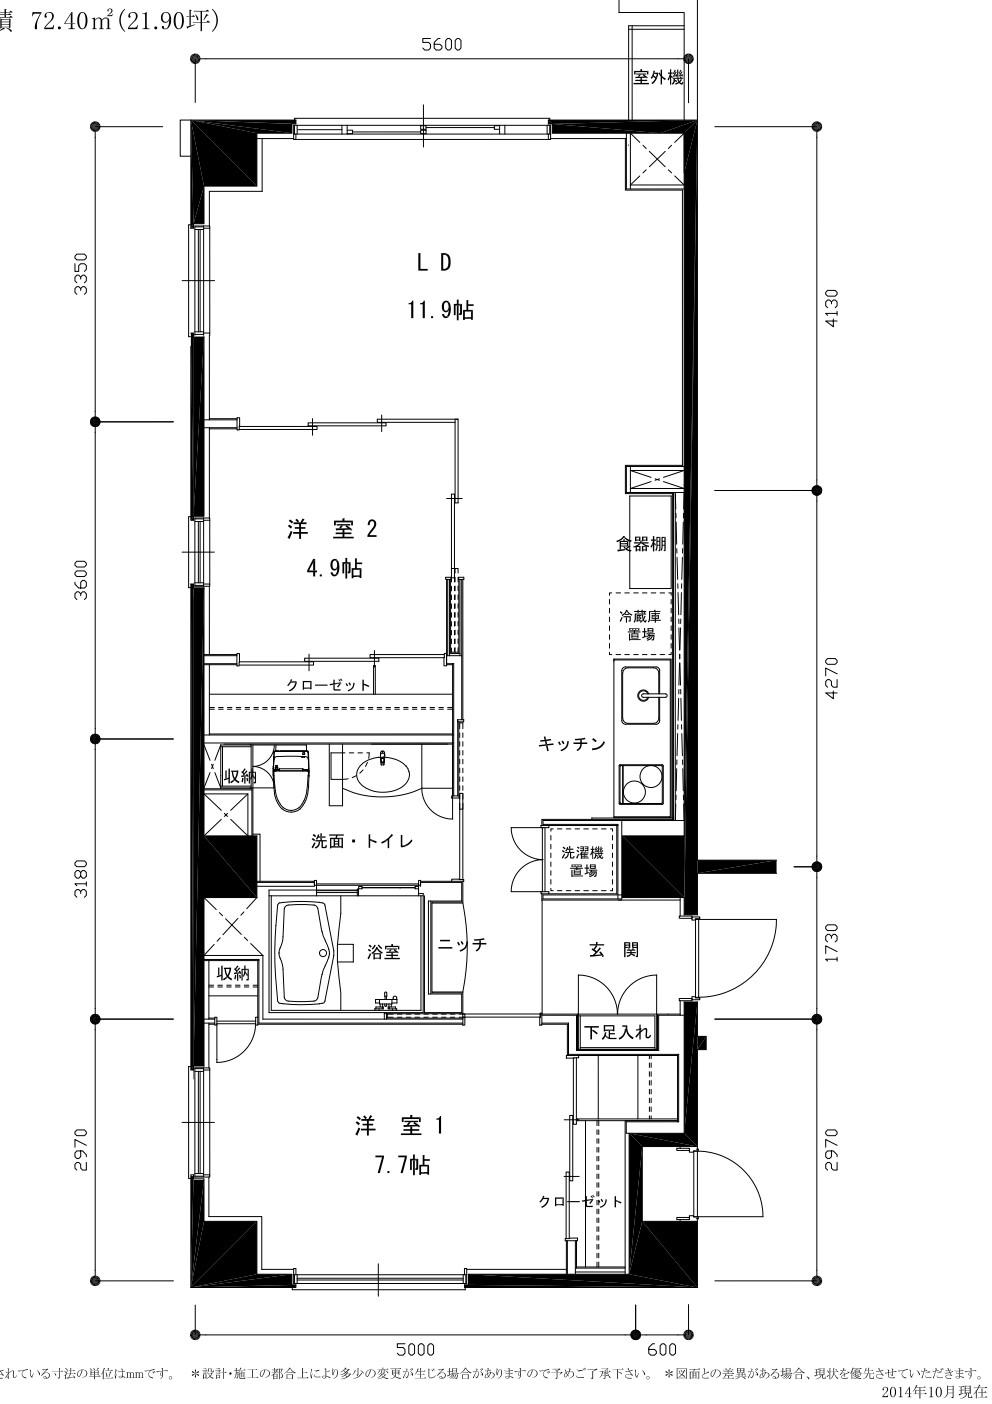 積 72.40㎡(21.90坪)
5600
室外機
3350
4130
L D
11.9帖
洋 室 2
4.9帖
3600
食器棚
冷蔵庫
置場
4270
クローゼット
キッチン
収納
洗面・トイレ
洗濯機
置場
3180
ニッチ
浴室
玄 関
1730
収納
下足入れ
洋 室 1
7.7帖
2970
2970
クローゼット
5000
600
されている寸法の単位はmmです。 *設計・施工の都合上により多少の変更が生じる場合がありますので予めご了承下さい。 *図面との差異がある場合、現状を優先させていただきます。
2014年10月現在